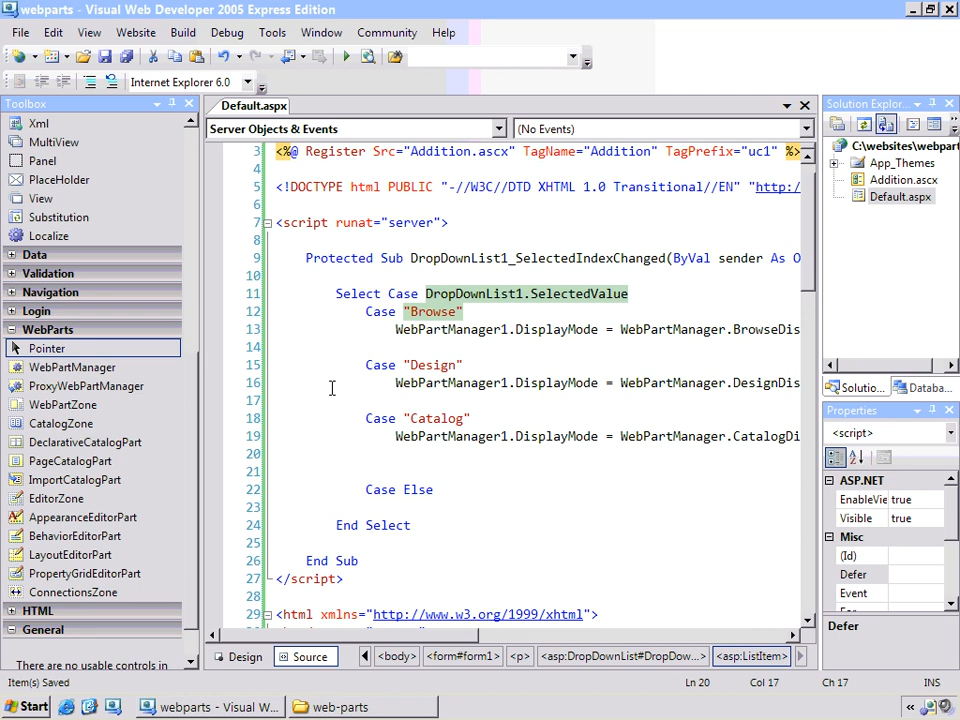 webparts - Visual Web Developer 2005 Express Edition
File Edit View Website Build Debug Tools Window Community Help
Internet Explorer 6.0
Toolbox
Xml
MultiView
Panel
PlaceHolder
View
Substitution
Localize
Data
Validation
Navigation
Login
WebParts
Pointer
WebPartManager
ProxyWebPartManager
WebPartZone
CatalogZone
DeclarativeCatalogPart
PageCatalogPart
ImportCatalogPart
EditorZone
AppearanceEditorPart
BehaviorEditorPart
LayoutEditorPart
PropertyGridEditorPart
ConnectionsZone
HTML
General
There are no usable controls in
Default.aspx
Server Objects & Events (No Events)
3 <%@ Register Src="Addition.ascx" TagName="Addition" TagPrefix="uc1" %>
4
5 <!DOCTYPE html PUBLIC "-//W3C//DTD XHTML 1.0 Transitional//EN" "http:/
6
7 <script runat="server">
8
9 Protected Sub DropDownList1_SelectedIndexChanged(ByVal sender As O
10
11 Select Case DropDownList1.SelectedValue
12 Case "Browse"
13 WebPartManager1.DisplayMode = WebPartManager.BrowseDis
14
15 Case "Design"
16 WebPartManager1.DisplayMode = WebPartManager.DesignDis
17
18 Case "Catalog"
19 WebPartManager1.DisplayMode = WebPartManager.CatalogDi
20
21
22 Case Else
23
24 End Select
25
26 End Sub
27 </script>
28
29 <html xmlns="http://www.w3.org/1999/xhtml">
Design Source <body> <form#form1> <p> <asp:DropDownList#DropDow...> <asp:ListItem>
Solution Explor...
C:\websites\webpart
App_Themes
Addition.ascx
Default.aspx
Solutio... Databa...
Properties
<script>
ASP.NET
EnableVie true
Visible true
Misc
(Id)
Defer
Event
Defer
Item(s) Saved Ln 20 Col 17 Ch 17 INS
Start webparts - Visual W... web-parts